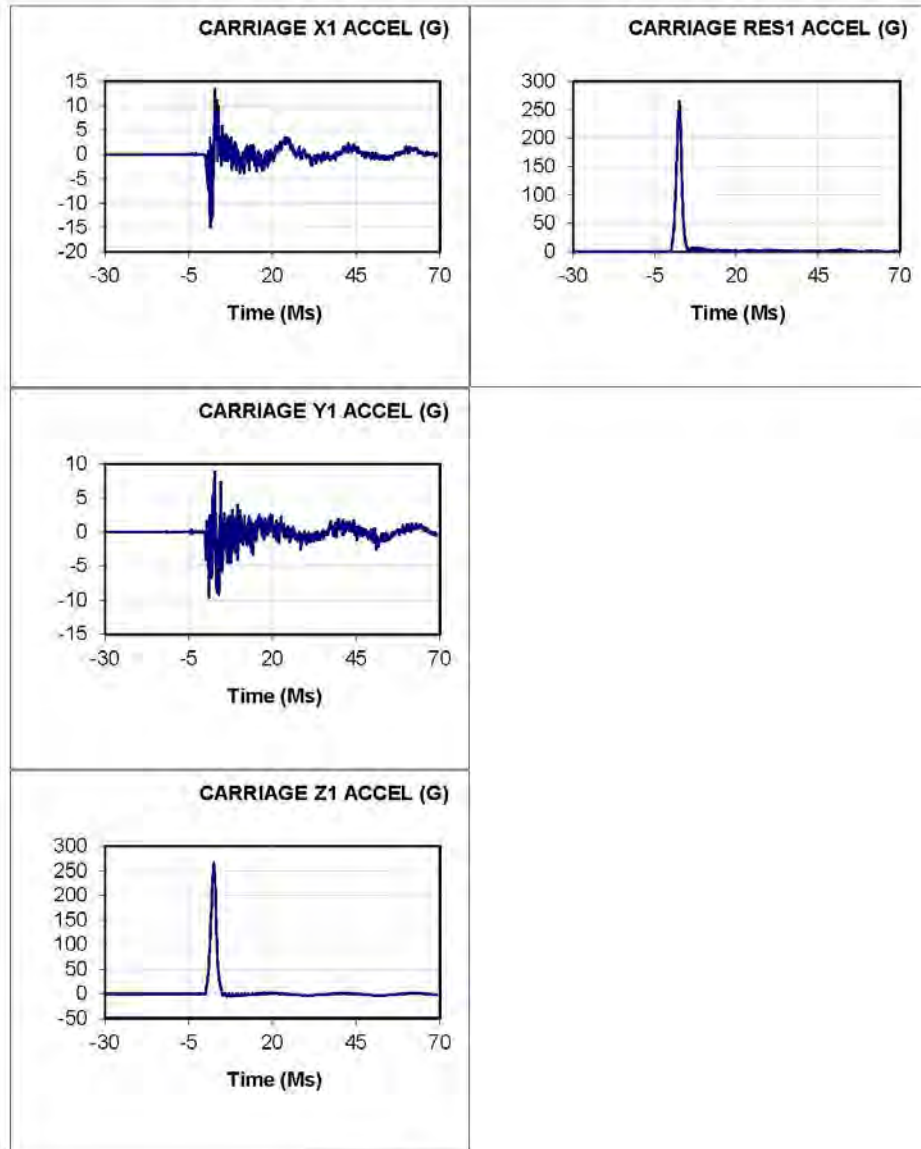 CARRIAGE X1 ACCEL (G)
15
10
5
0
-5
-10
-15
-20
-30 -5 20 45 70
Time (Ms)
CARRIAGE RES1 ACCEL (G)
300
250
200
150
100
50
0
-30 -5 20 45 70
Time (Ms)
CARRIAGE Y1 ACCEL (G)
10
5
0
-5
-10
-15
-30 -5 20 45 70
Time (Ms)
CARRIAGE Z1 ACCEL (G)
300
250
200
150
100
50
0
-50
-30 -5 20 45 70
Time (Ms)